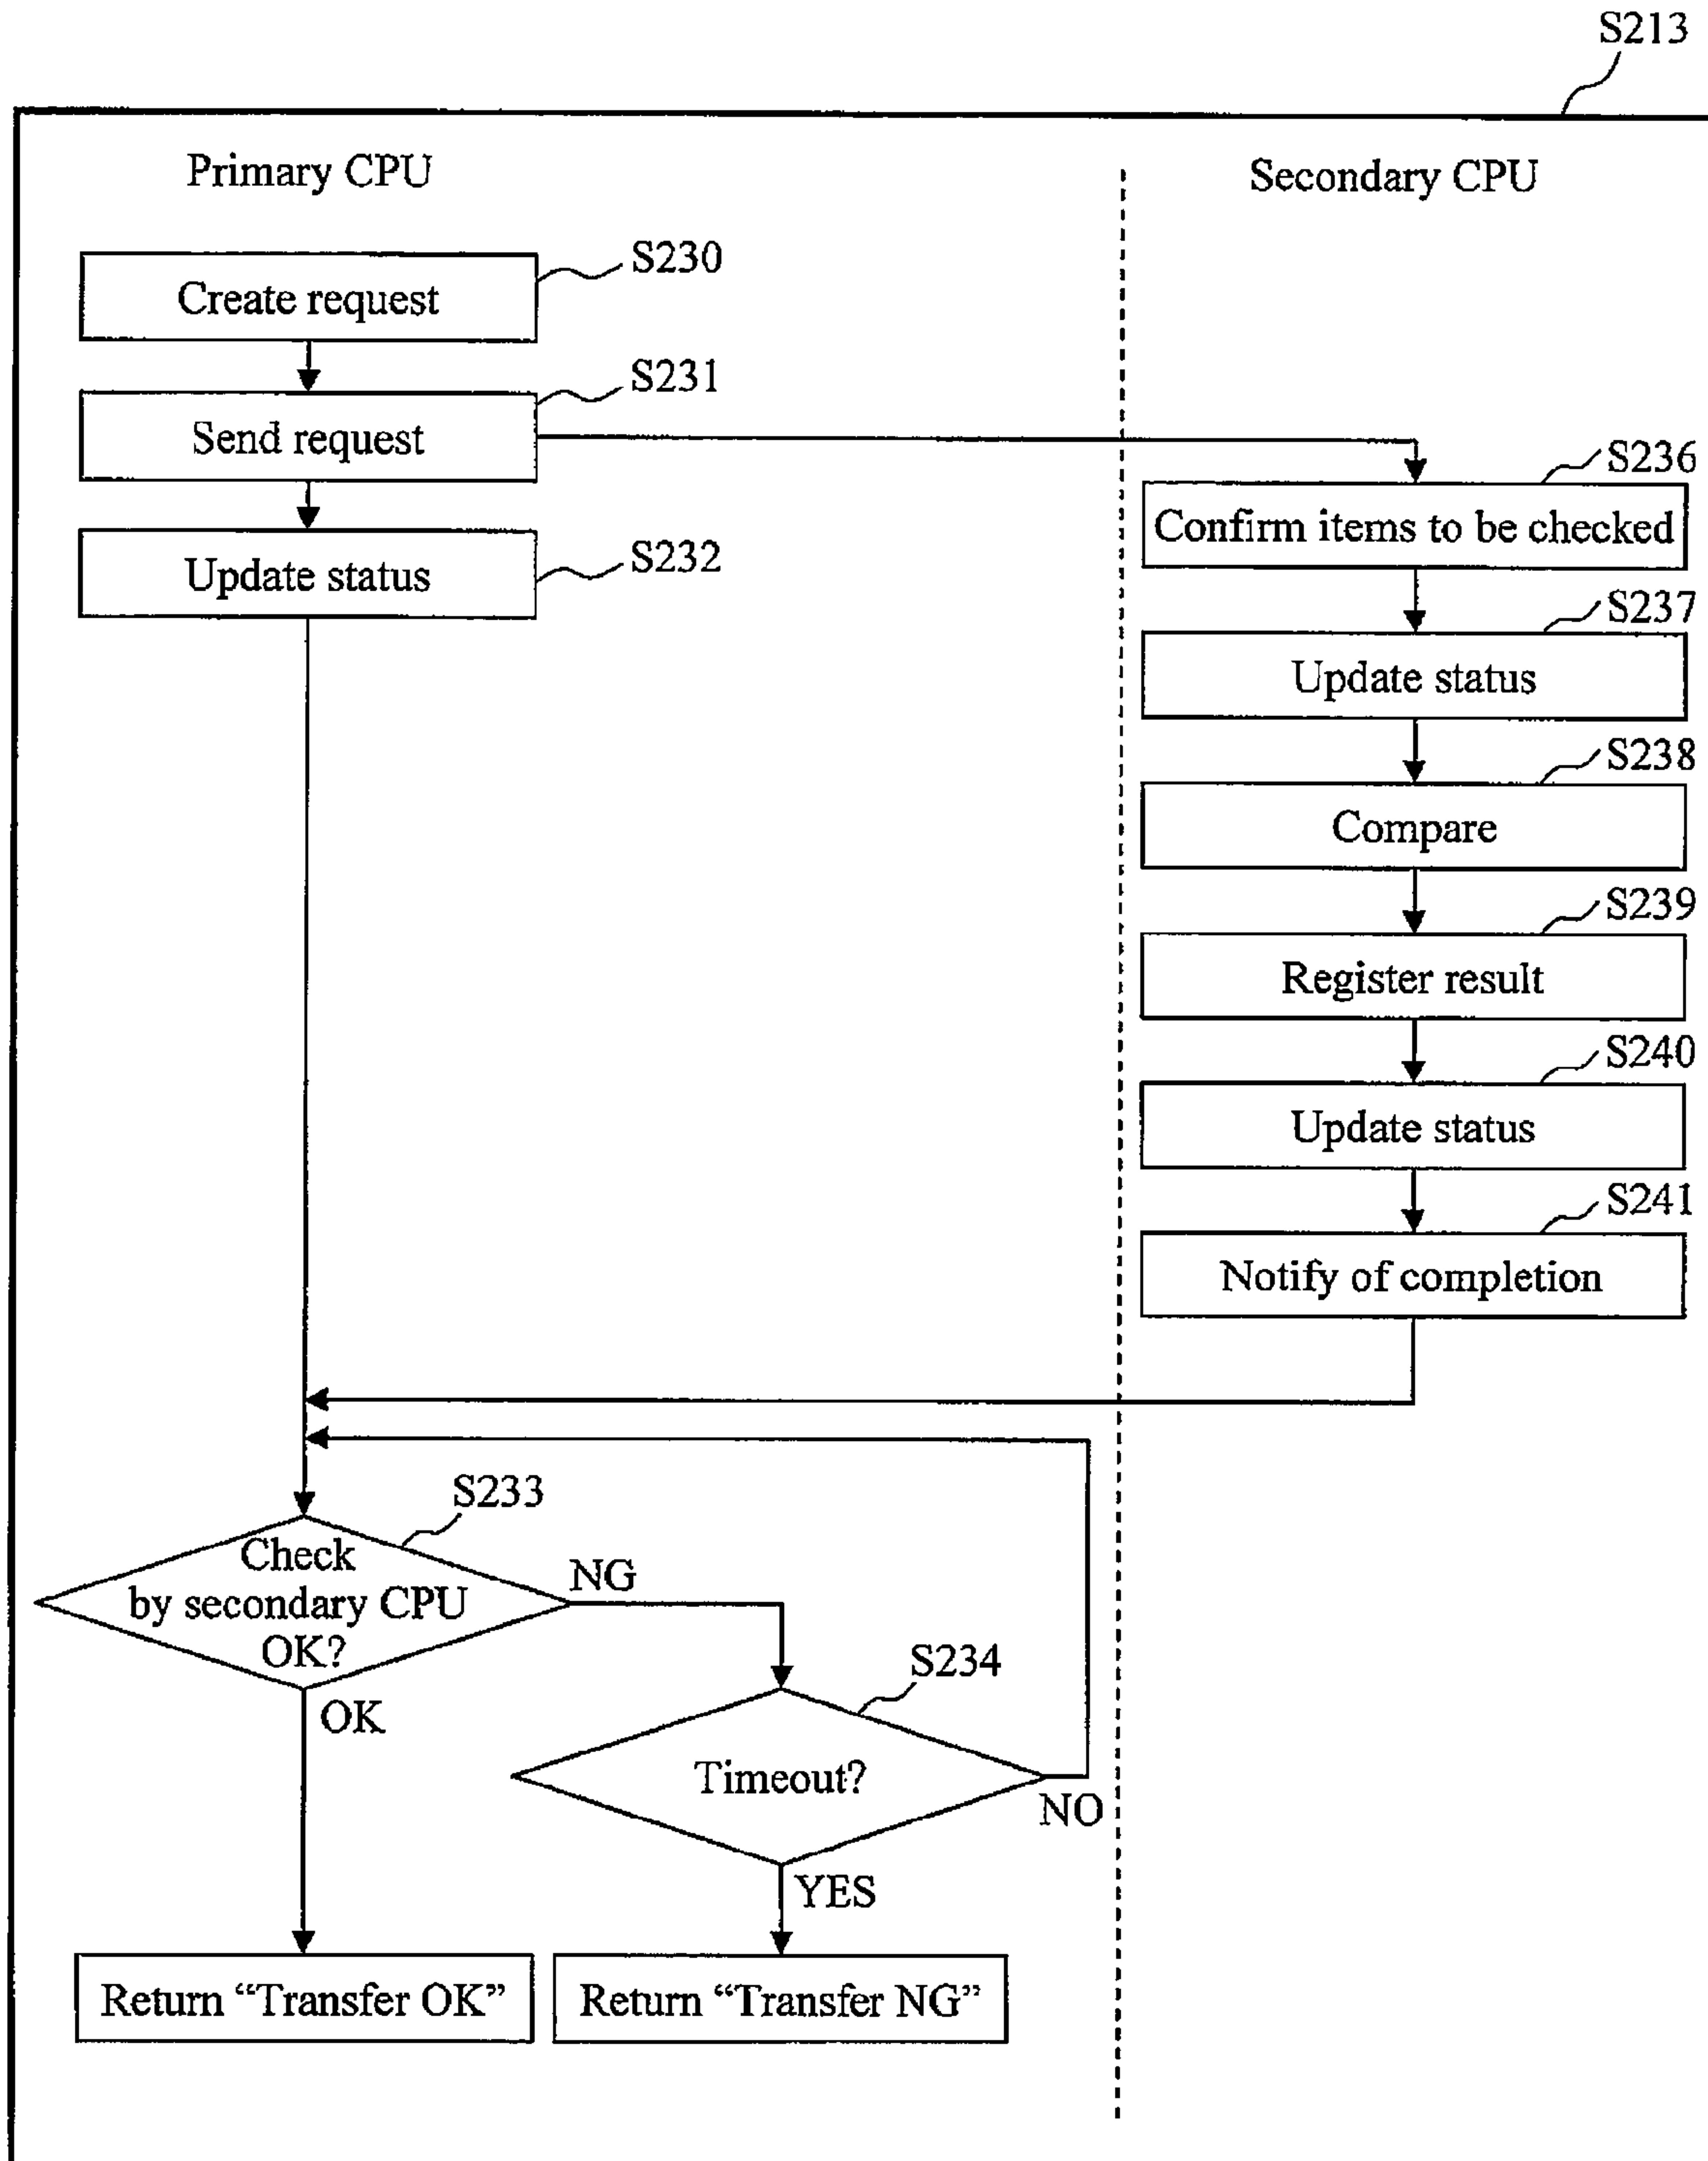 S213
Primary CPU
Secondary CPU
S230
Create request
S231
Send request
S232
Update status
S236
Confirm items to be checked
S237
Update status
S238
Compare
S239
Register result
S240
Update status
S241
Notify of completion
S233
Check
by secondary CPU
OK?
NG
OK
S234
Timeout?
NO
YES
Return “Transfer OK”
Return “Transfer NG”